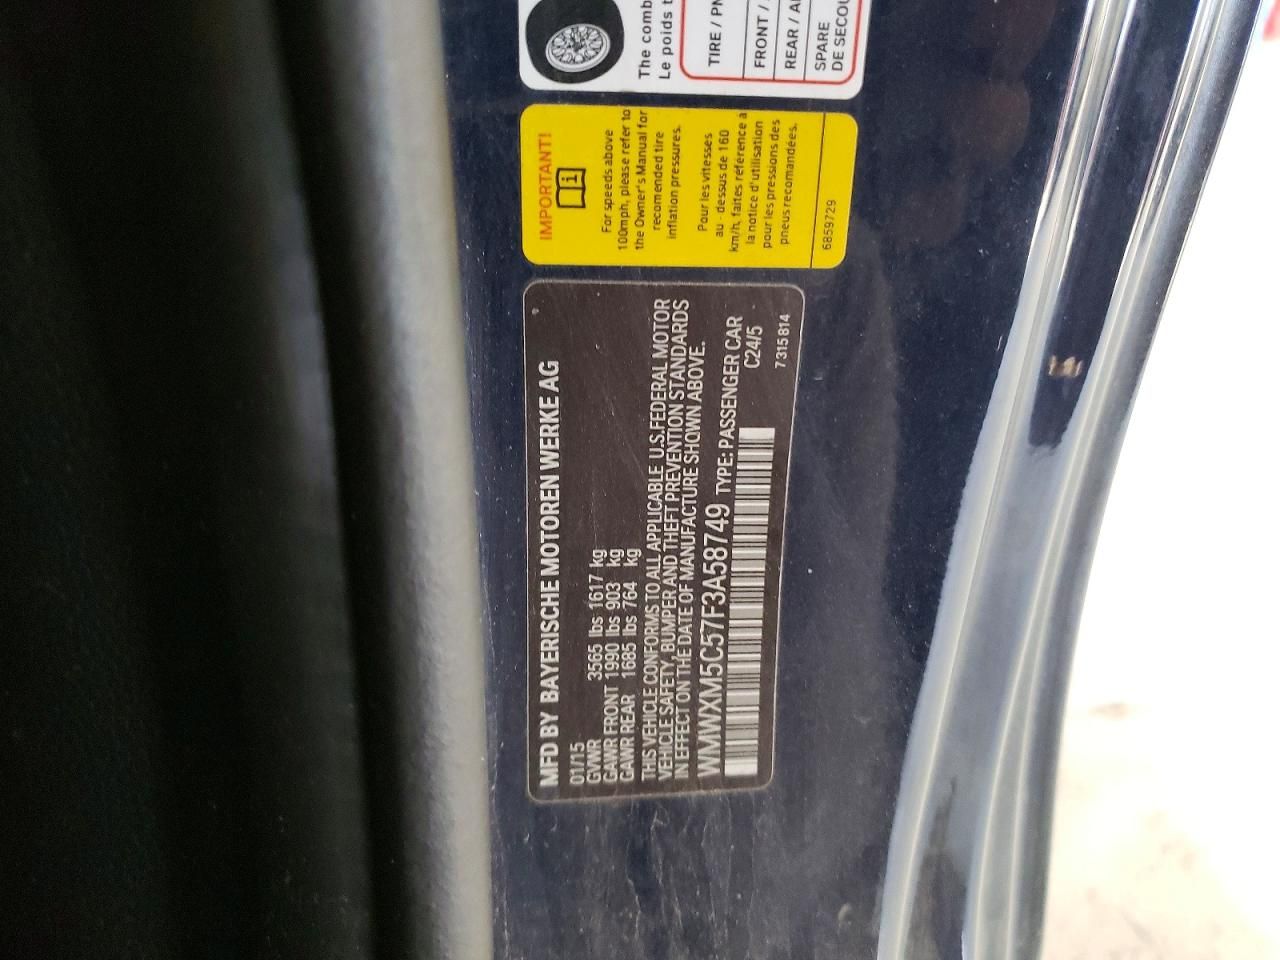 The comb
Le poids t
TIRE / PN
FRONT /
REAR / A
SPARE
DE SECOU
IMPORTANT!
For speeds above
100mph, please refer to
the Owner's Manual for
recomended tire
inflation pressures.
Pour les vitesses
au - dessus de 160
km/h, faites référence à
la notice d'utilisation
pour les pressions des
pneus recomandées.
6859729
MFD BY BAYERISCHE MOTOREN WERKE AG
01/15
GVWR 3565 lbs 1617 kg
GAWR FRONT 1990 lbs 903 kg
GAWR REAR 1685 lbs 764 kg
THIS VEHICLE CONFORMS TO ALL APPLICABLE U.S.FEDERAL MOTOR
VEHICLE SAFETY, BUMPER AND THEFT PREVENTION STANDARDS
IN EFFECT ON THE DATE OF MANUFACTURE SHOWN ABOVE.
WMWXM5C57F3A58749 TYPE: PASSENGER CAR
C24/5
7315814